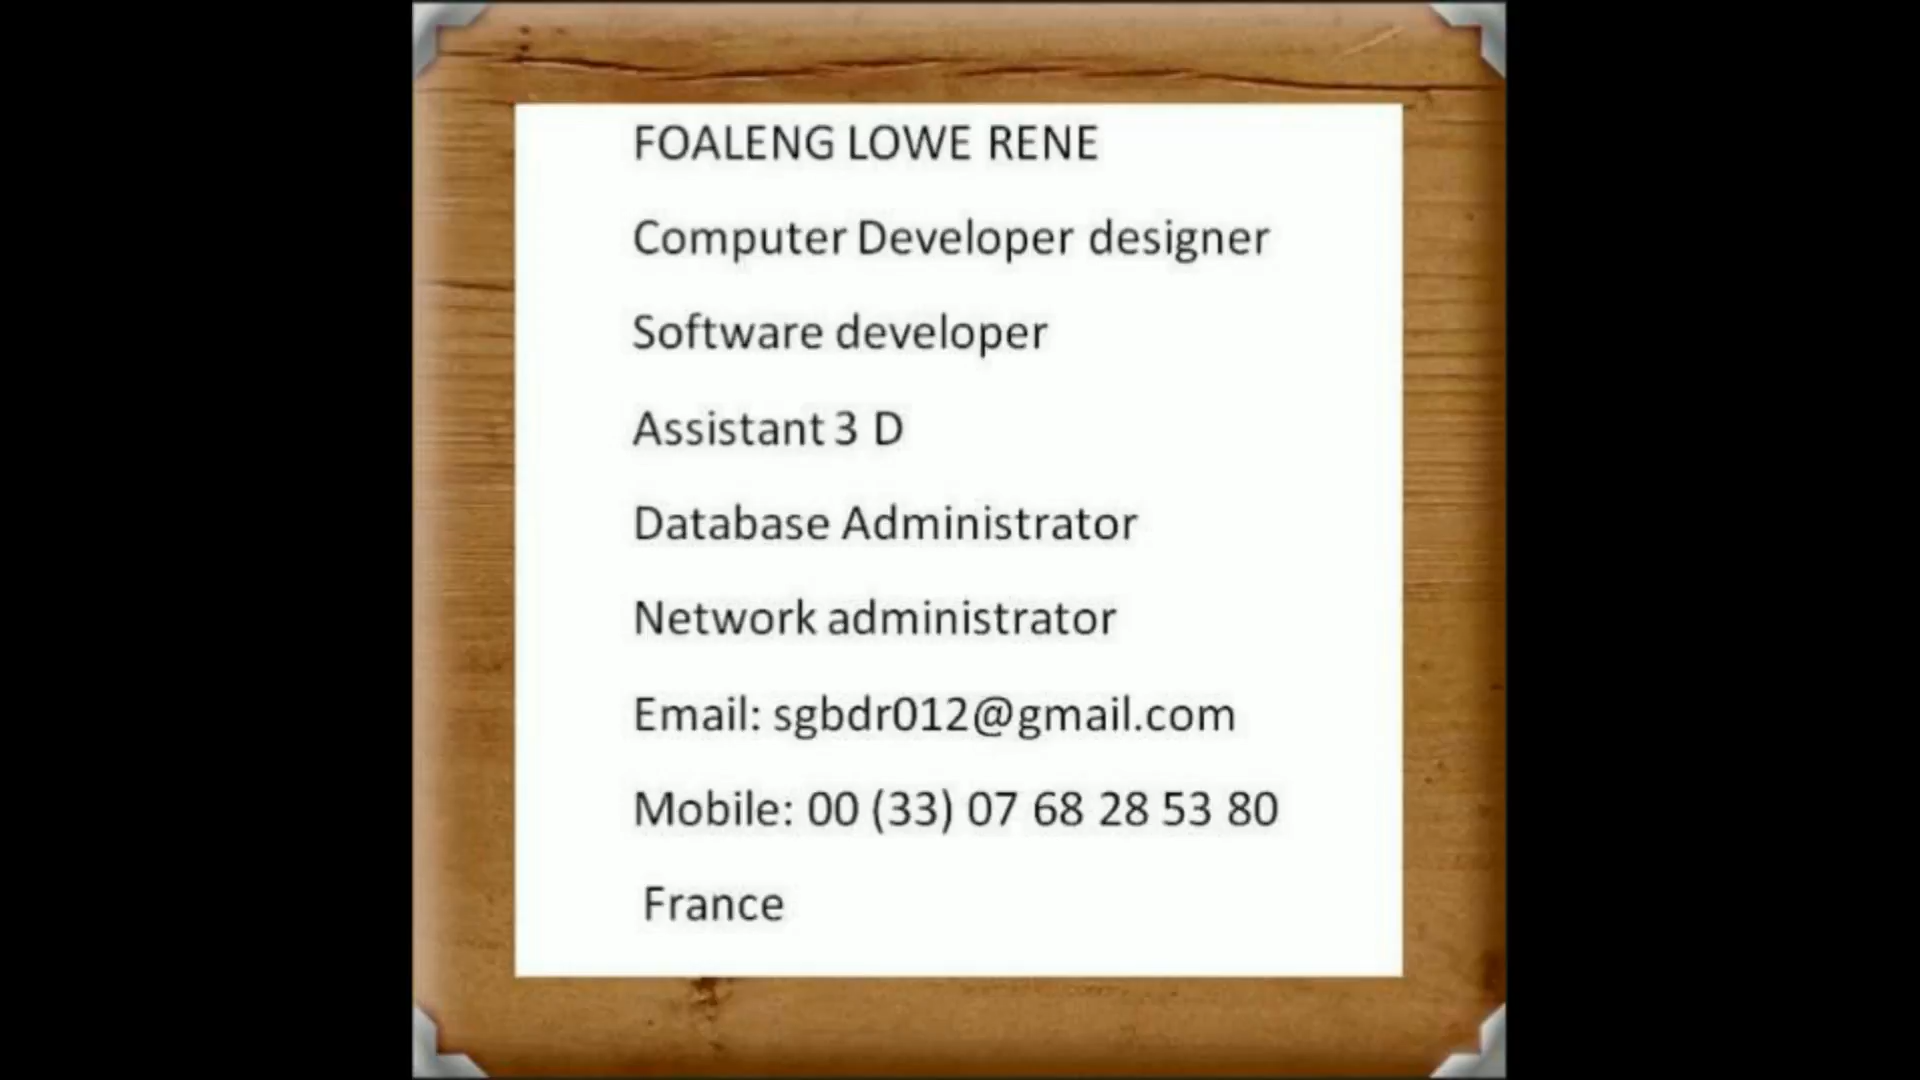 FOALENG LOWE RENE
Computer Developer designer
Software developer
Assistant 3 D
Database Administrator
Network administrator
Email: sgbdr012@gmail.com
Mobile: 00 (33) 07 68 28 53 80
France